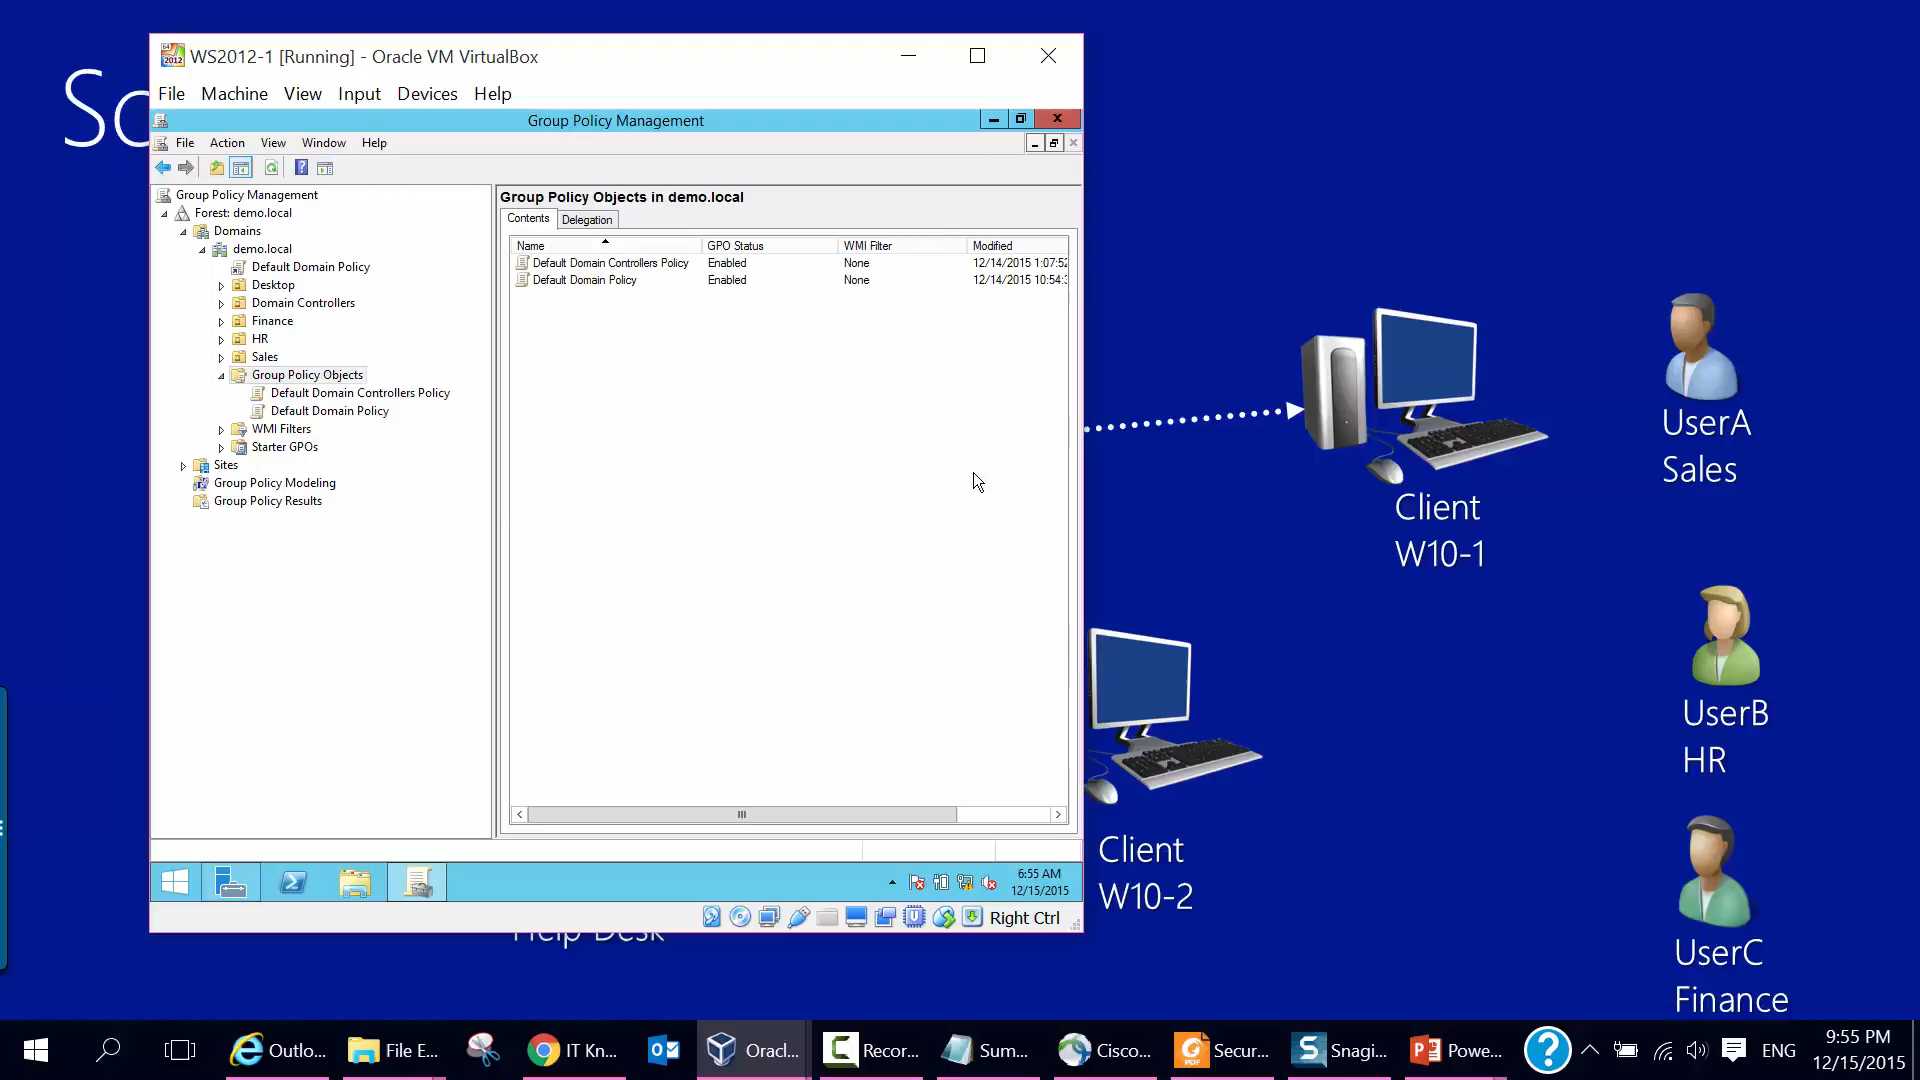 Sc
WS2012-1 [Running] - Oracle VM VirtualBox
File Machine View Input Devices Help
Group Policy Management
File Action View Window Help
Group Policy Management
Forest: demo.local
Domains
demo.local
Default Domain Policy
Desktop
Domain Controllers
Finance
HR
Sales
Group Policy Objects
Default Domain Controllers Policy
Default Domain Policy
WMI Filters
Starter GPOs
Sites
Group Policy Modeling
Group Policy Results
Group Policy Objects in demo.local
Contents Delegation
Name GPO Status WMI Filter Modified
Default Domain Controllers Policy Enabled None 12/14/2015 1:07:52
Default Domain Policy Enabled None 12/14/2015 10:54:
6:55 AM
12/15/2015
Right Ctrl
Help Desk
Client
W10-1
Client
W10-2
UserA
Sales
UserB
HR
UserC
Finance
Outlo...
File E...
IT Kn...
Oracl...
Recor...
Sum...
Cisco...
Secur...
Snagi...
Powe...
ENG
9:55 PM
12/15/2015